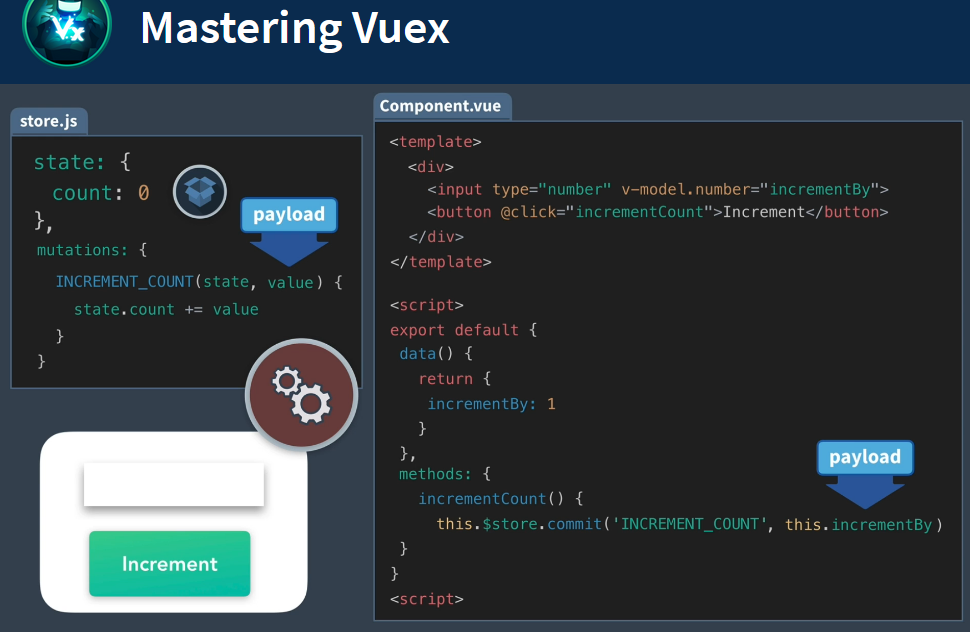 Vx
Mastering Vuex
store.js
state: {
count: 0
},
payload
mutations: {
INCREMENT_COUNT(state, value) {
state.count += value
}
}
Increment
Component.vue
<template>
<div>
<input type="number" v-model.number="incrementBy">
<button @click="incrementCount">Increment</button>
</div>
</template>
<script>
export default {
data() {
return {
incrementBy: 1
}
},
methods: {
payload
incrementCount() {
this.$store.commit('INCREMENT_COUNT', this.incrementBy)
}
}
<script>